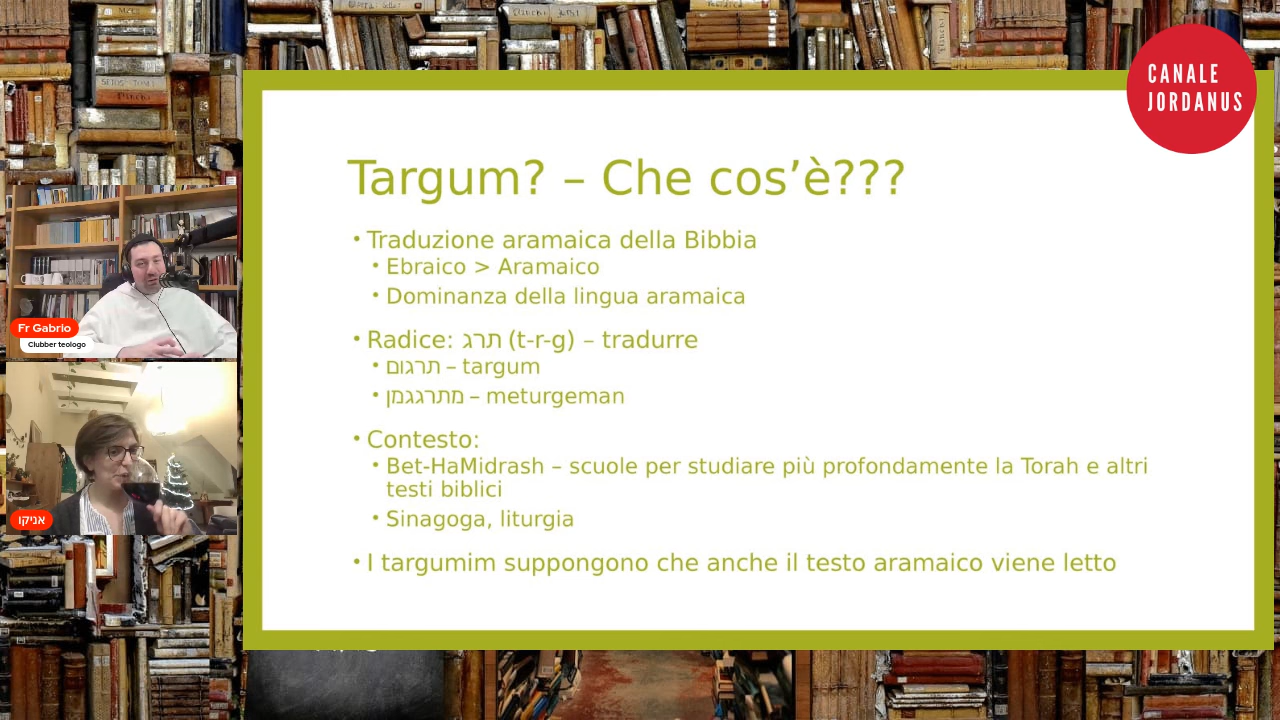 CANALE
JORDANUS
Targum? – Che cos’è???
• Traduzione aramaica della Bibbia
• Ebraico > Aramaico
• Dominanza della lingua aramaica
• Radice: תרג (t-r-g) – tradurre
• תרגום – targum
• מתרגגמן – meturgeman
• Contesto:
• Bet-HaMidrash – scuole per studiare più profondamente la Torah e altri
testi biblici
• Sinagoga, liturgia
• I targumim suppongono che anche il testo aramaico viene letto
Fr Gabrio
Clubber teologo
אניקו